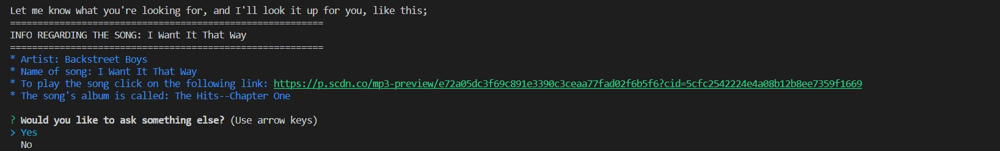 Let me know what you're looking for, and I'll look it up for you, like this;
=========================================================
INFO REGARDING THE SONG: I Want It That Way
=========================================================
* Artist: Backstreet Boys
* Name of song: I Want It That Way
* To play the song click on the following link: https://p.scdn.co/mp3-preview/e72a05dc3f69c891e3390c3ceaa77fad02f6b5f6?cid=5cfc2542224e4a08b12b8ee7359f1669
* The song's album is called: The Hits--Chapter One
? Would you like to ask something else? (Use arrow keys)
> Yes
No